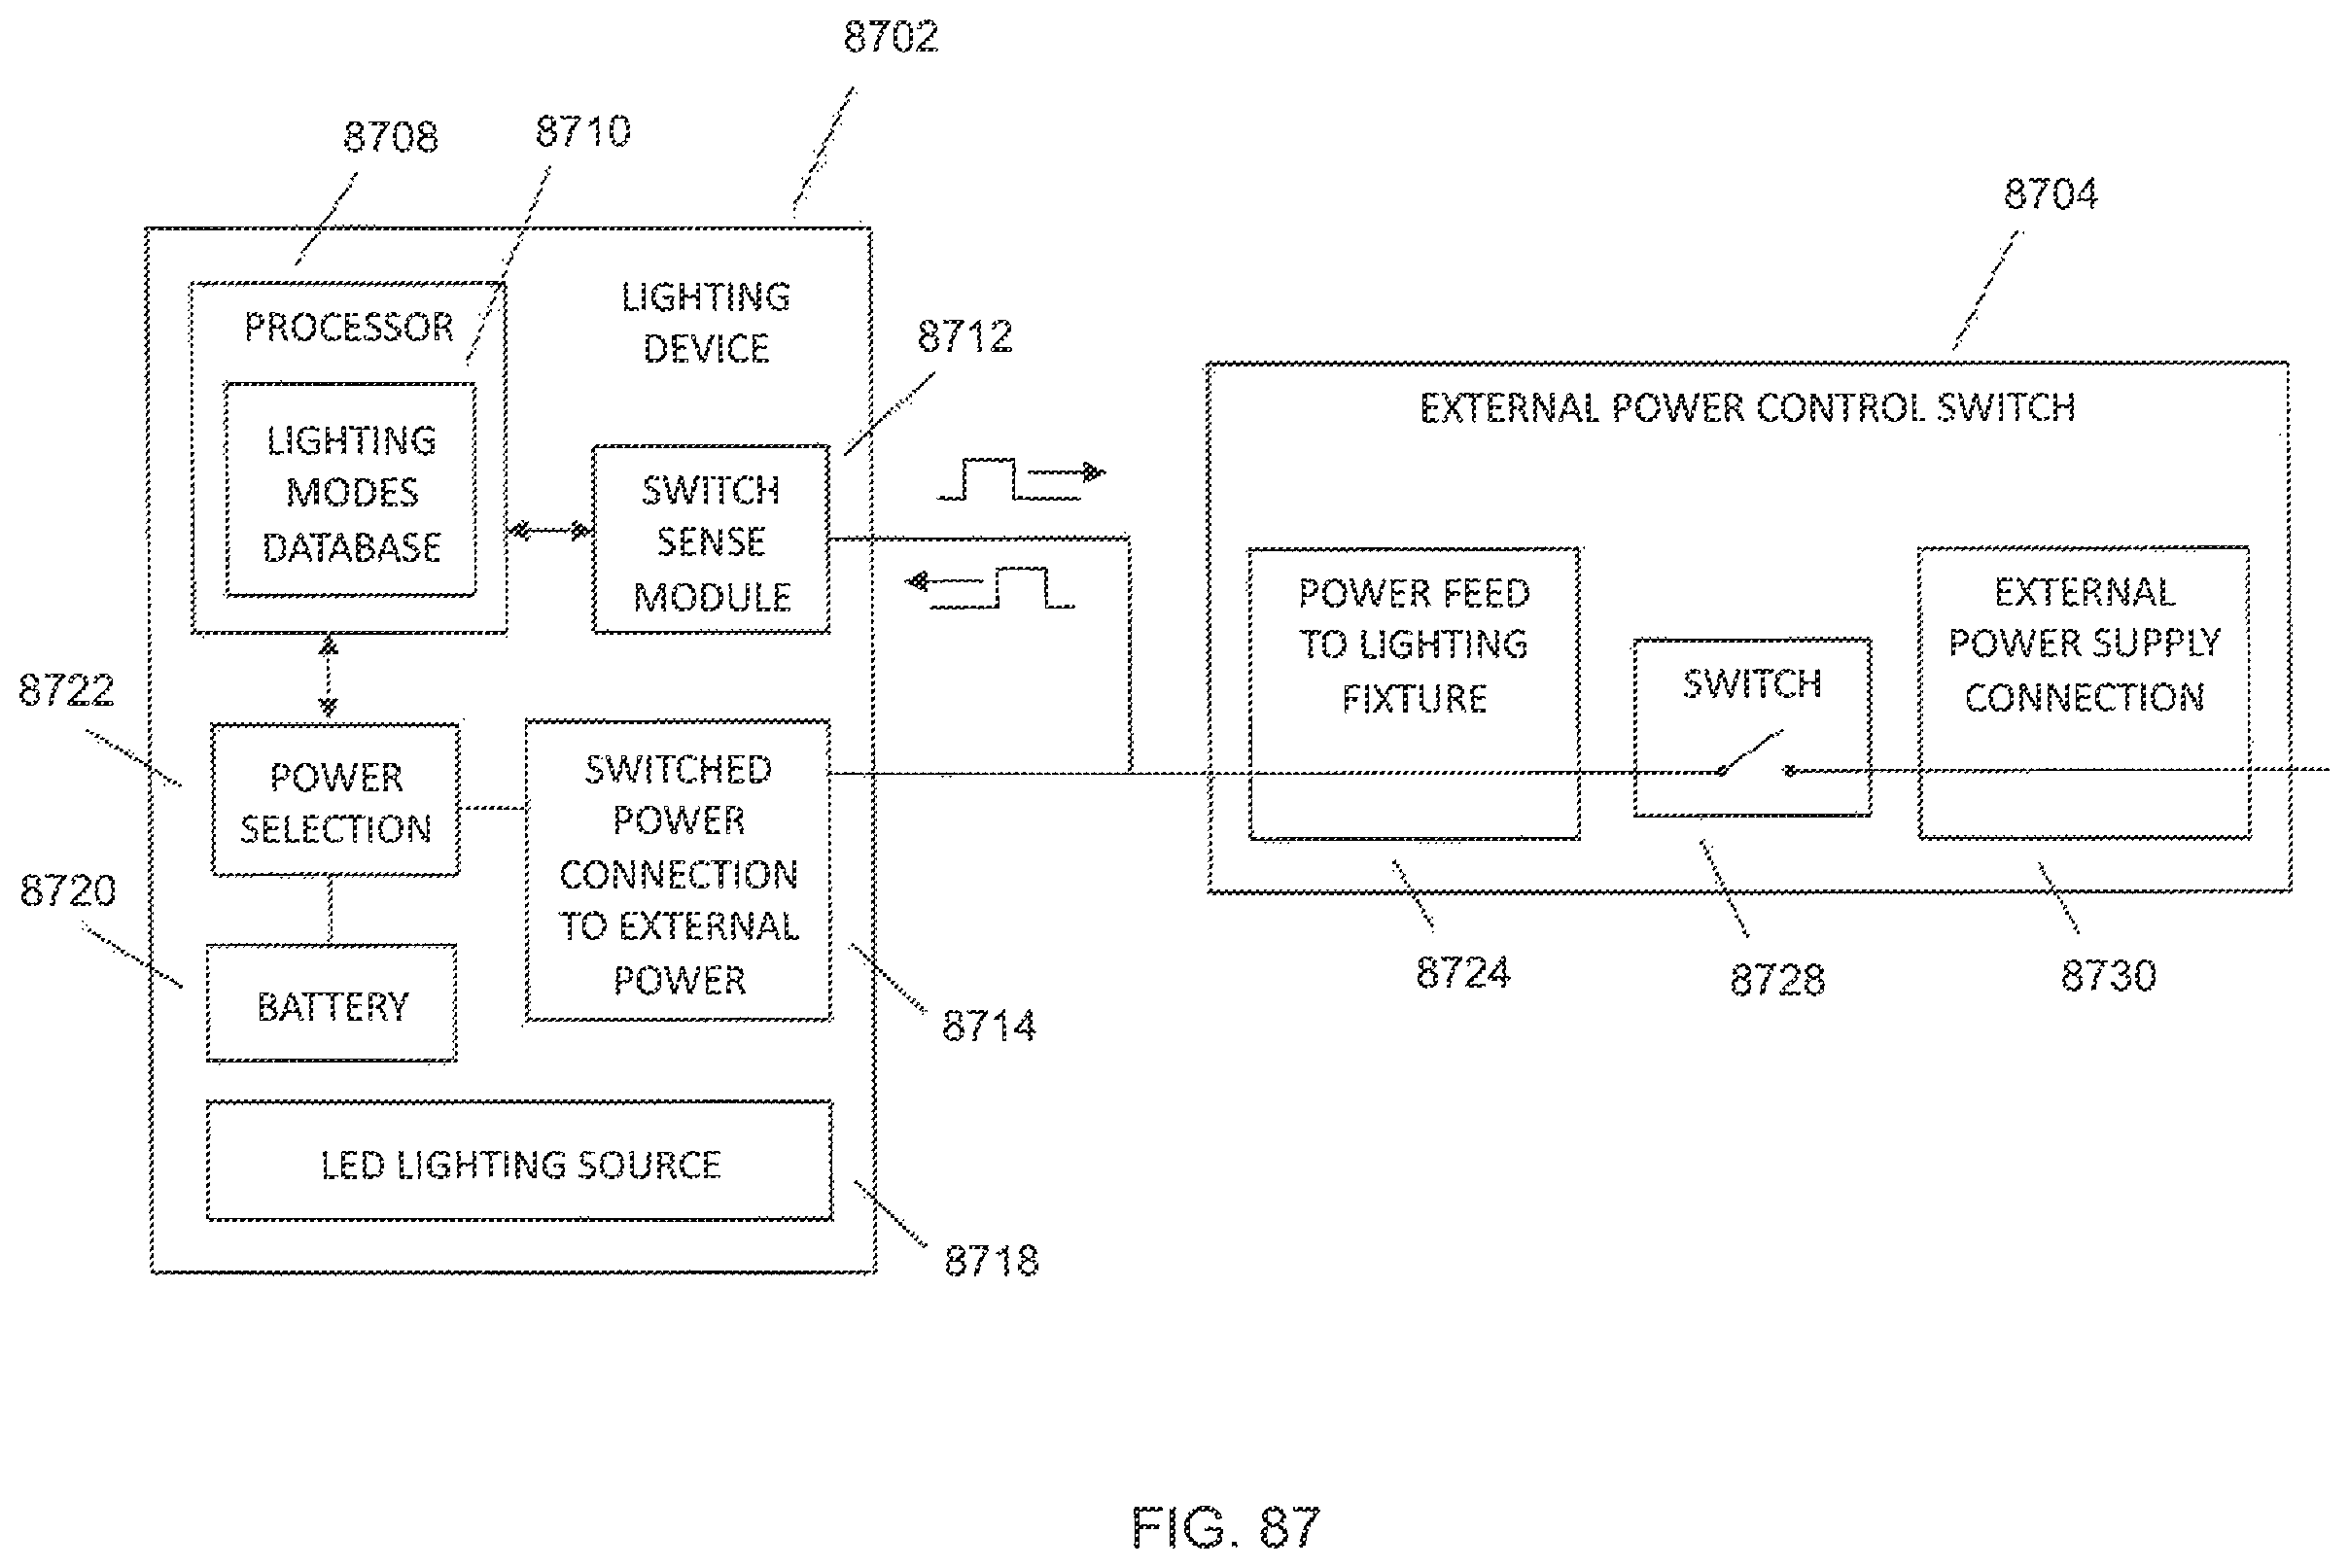 8702
8708
8710
8704
PROCESSOR
LIGHTING
DEVICE
8712
LIGHTING
MODES
DATABASE
SWITCH
SENSE
MODULE
8722
POWER
SELECTION
8720
BATTERY
SWITCHED
POWER
CONNECTION
TO EXTERNAL
POWER
8714
LED LIGHTING SOURCE
8718
EXTERNAL POWER CONTROL SWITCH
POWER FEED
TO LIGHTING
FIXTURE
SWITCH
EXTERNAL
POWER SUPPLY
CONNECTION
8724
8728
8730
FIG. 87